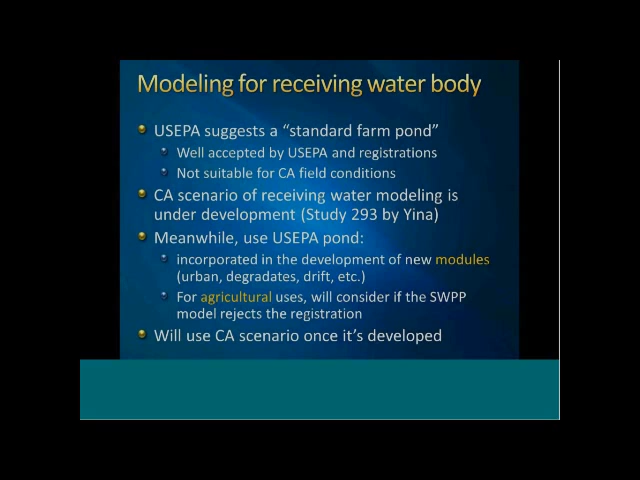 Modeling for receiving water body
USEPA suggests a “standard farm pond”
Well accepted by USEPA and registrations
Not suitable for CA field conditions
CA scenario of receiving water modeling is
under development (Study 293 by Yina)
Meanwhile, use USEPA pond:
incorporated in the development of new modules
(urban, degradates, drift, etc.)
For agricultural uses, will consider if the SWPP
model rejects the registration
Will use CA scenario once it’s developed